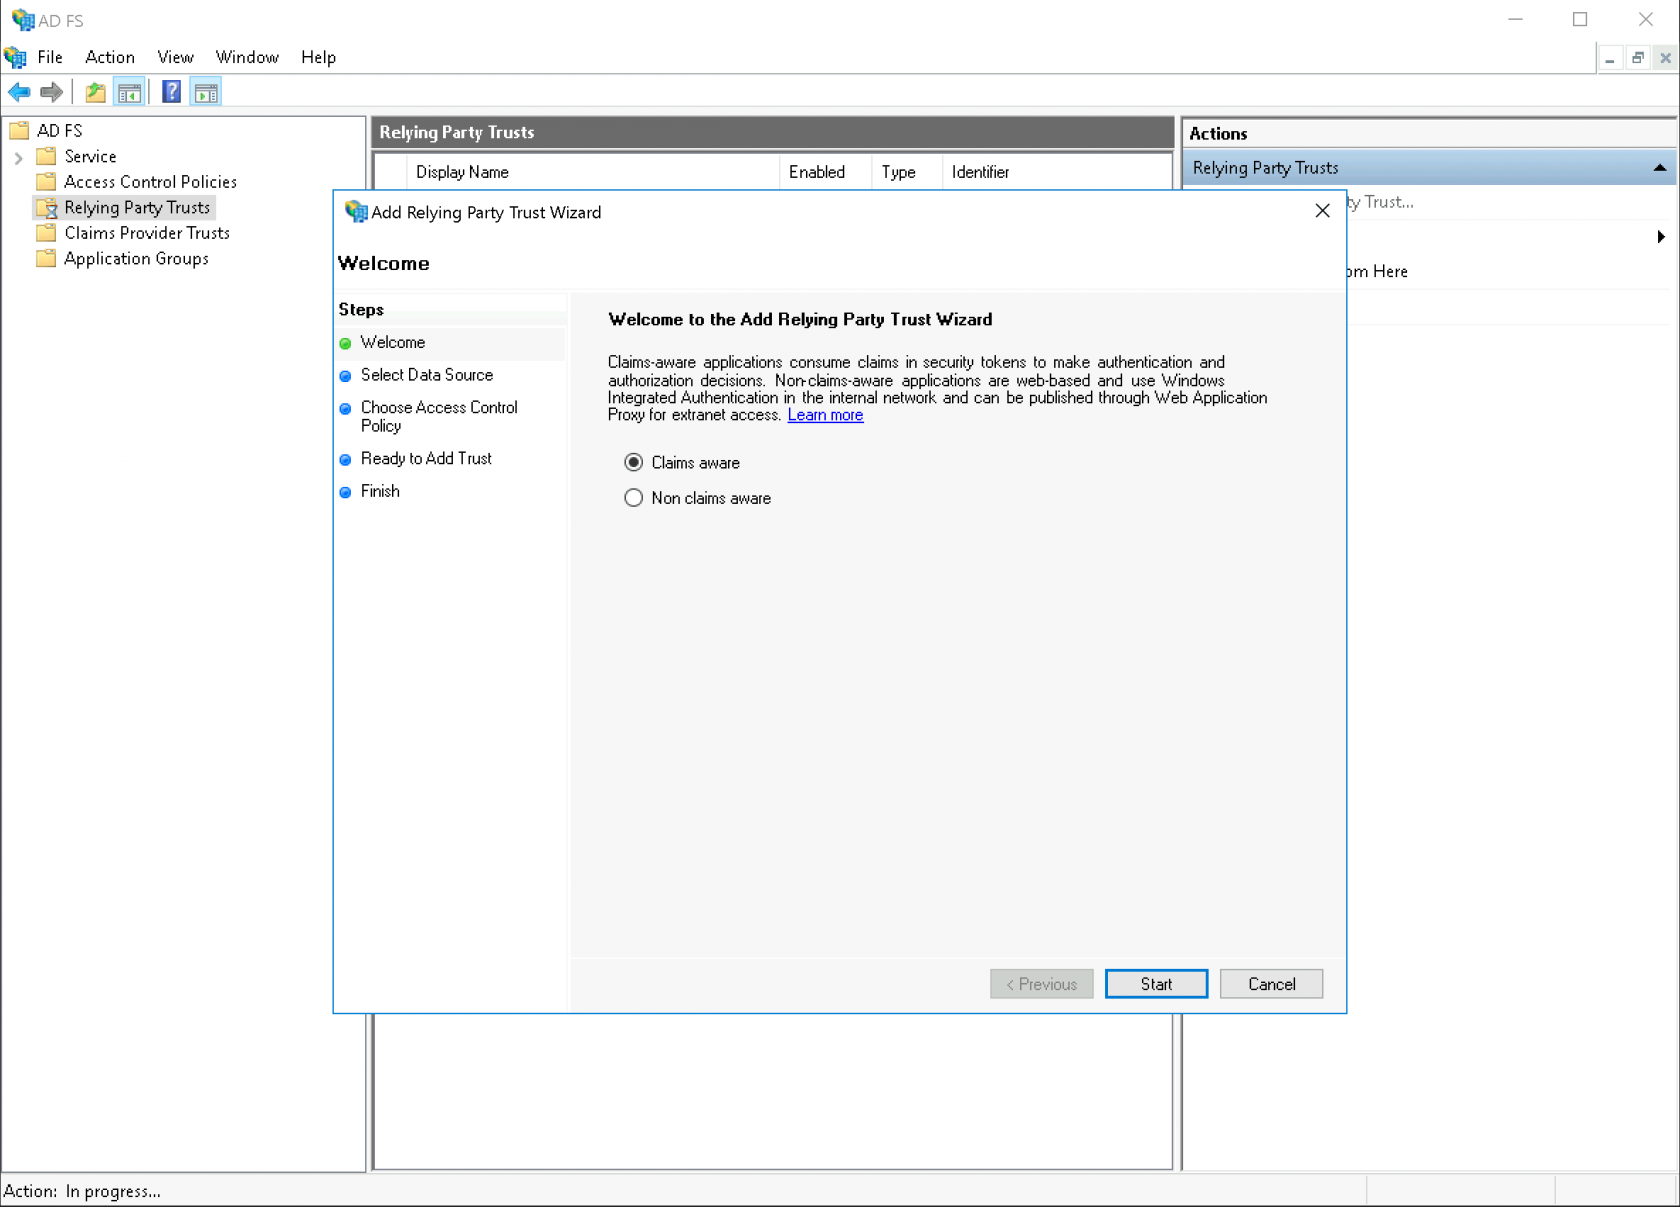 AD FS
File Action View Window Help
AD FS
Service
Access Control Policies
Relying Party Trusts
Claims Provider Trusts
Application Groups
Relying Party Trusts
Display Name Enabled Type Identifier
Actions
Relying Party Trusts
ty Trust...
om Here
Add Relying Party Trust Wizard
Welcome
Steps
Welcome
Select Data Source
Choose Access Control
Policy
Ready to Add Trust
Finish
Welcome to the Add Relying Party Trust Wizard
Claims-aware applications consume claims in security tokens to make authentication and
authorization decisions. Non-claims-aware applications are web-based and use Windows
Integrated Authentication in the internal network and can be published through Web Application
Proxy for extranet access. Learn more
Claims aware
Non claims aware
< Previous Start Cancel
Action: In progress...